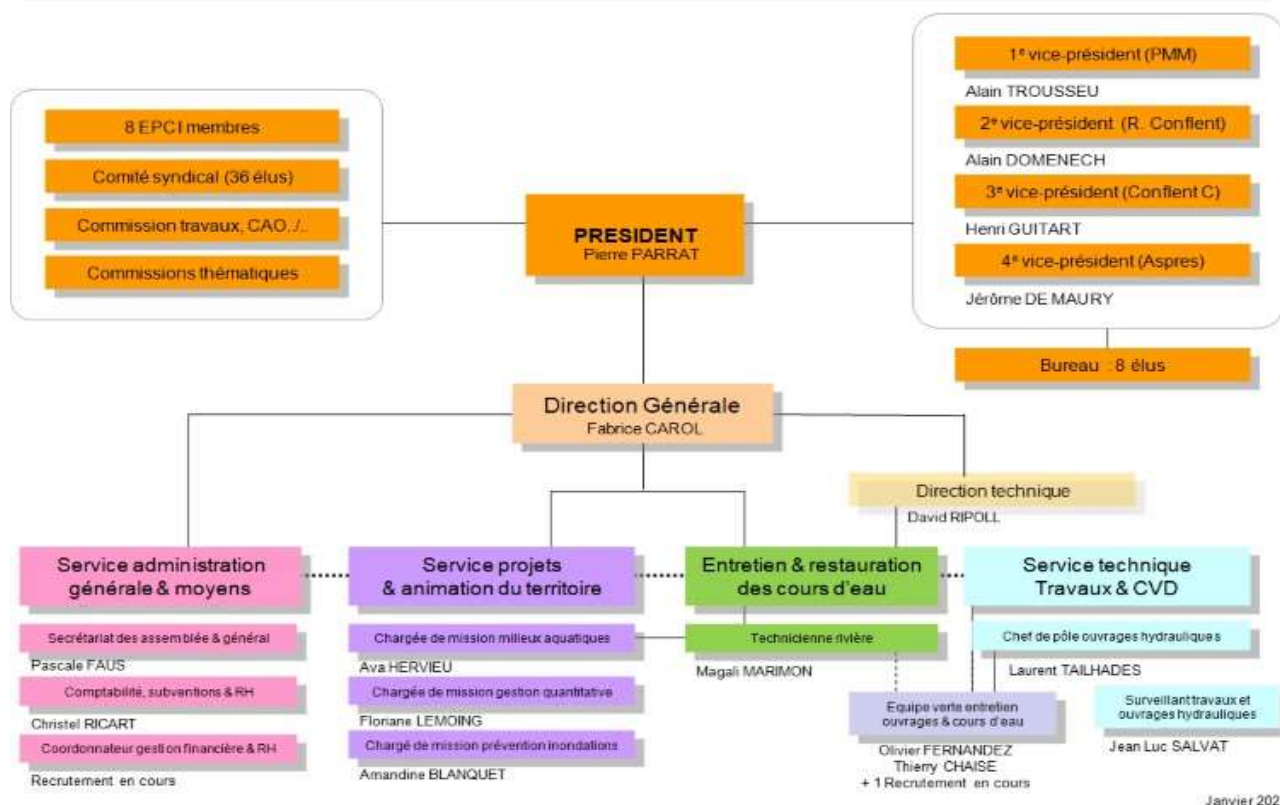 8 EPCI membres
Comité syndical (36 élus)
Commission travaux, CAO,./..
Commissions thématiques
PRESIDENT
Pierre PARRAT
1e vice-président (PMM)
Alain TROUSSEU
2e vice-président (R. Conflent)
Alain DOMENECH
3e vice-président (Conflent C)
Henri GUITART
4e vice-président (Aspres)
Jérôme DE MAURY
Bureau : 8 élus
Direction Générale
Fabrice CAROL
Direction technique
David RIPOLL
Service administration
générale & moyens
Secrétariat des assemblée & général
Pascale FAUS
Comptabilité, subventions & RH
Christel RICART
Coordonnateur gestion financière & RH
Recrutement en cours
Service projets
& animation du territoire
Chargée de mission milieux aquatiques
Ava HERVIEU
Chargée de mission gestion quantitative
Floriane LEMOING
Chargé de mission prévention inondations
Amandine BLANQUET
Entretien & restauration
des cours d'eau
Technicienne rivière
Magali MARIMON
Equipe verte entretien
ouvrages & cours d'eau
Olivier FERNANDEZ
Thierry CHAISE
+ 1 Recrutement en cours
Service technique
Travaux & CVD
Chef de pôle ouvrages hydrauliques
Laurent TAILHADES
Surveillant travaux et
ouvrages hydrauliques
Jean Luc SALVAT
Janvier 202